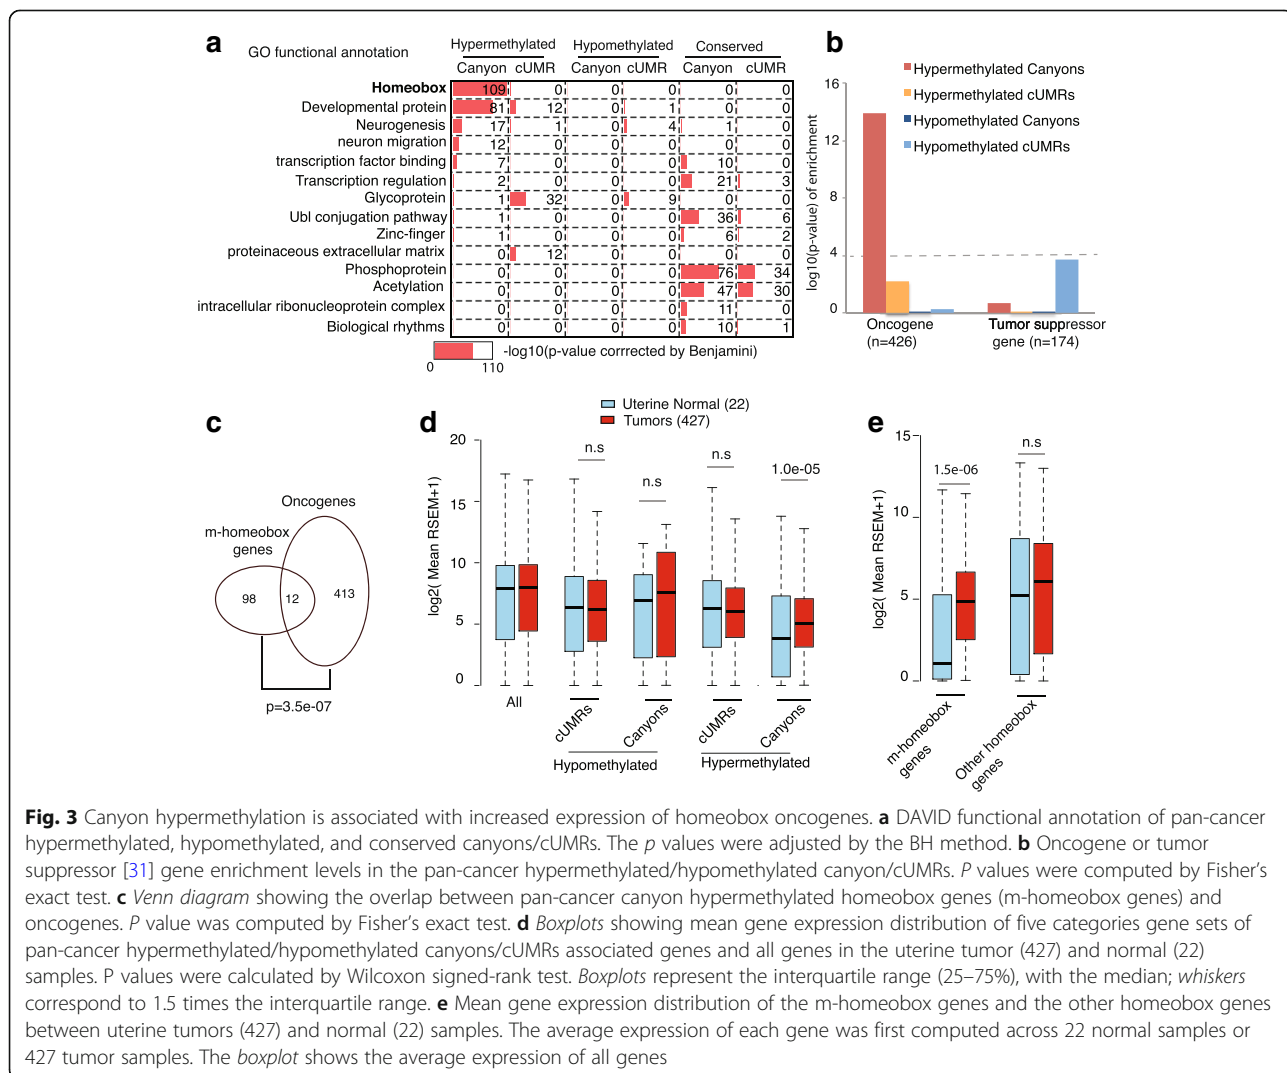 a
GO functional annotation
Hypermethylated Hypomethylated Conserved
Canyon cUMR Canyon cUMR Canyon cUMR
Homeobox 109 0 0 0 0 0
Developmental protein 81 12 0 1 0 0
Neurogenesis 17 1 0 4 1 0
neuron migration 12 0 0 0 0 0
transcription factor binding 7 0 0 0 10 0
Transcription regulation 2 0 0 0 21 3
Glycoprotein 1 32 0 9 0 0
Ubl conjugation pathway 1 0 0 0 36 6
Zinc-finger 1 0 0 0 6 2
proteinaceous extracellular matrix 0 12 0 0 0 0
Phosphoprotein 0 0 0 0 76 34
Acetylation 0 0 0 0 47 30
intracellular ribonucleoprotein complex 0 0 0 0 11 0
Biological rhythms 0 0 0 0 10 1
-log10(p-value corrrected by Benjamini)
0 110
b
Hypermethylated Canyons
Hypermethylated cUMRs
Hypomethylated Canyons
Hypomethylated cUMRs
log10(p-value) of enrichment
16
12
8
4
0
Oncogene
(n=426)
Tumor suppressor
gene (n=174)
c
Oncogenes
m-homeobox
genes
98 12 413
p=3.5e-07
d
Uterine Normal (22)
Tumors (427)
log2( Mean RSEM+1)
20
15
10
5
0
n.s
n.s
n.s
1.0e-05
All
cUMRs
Canyons
cUMRs
Canyons
Hypomethylated
Hypermethylated
e
log2( Mean RSEM+1)
15
10
5
0
1.5e-06
n.s
m-homeobox
genes
Other homeobox
genes
Fig. 3 Canyon hypermethylation is associated with increased expression of homeobox oncogenes. a DAVID functional annotation of pan-cancer
hypermethylated, hypomethylated, and conserved canyons/cUMRs. The p values were adjusted by the BH method. b Oncogene or tumor
suppressor [31] gene enrichment levels in the pan-cancer hypermethylated/hypomethylated canyon/cUMRs. P values were computed by Fisher’s
exact test. c Venn diagram showing the overlap between pan-cancer canyon hypermethylated homeobox genes (m-homeobox genes) and
oncogenes. P value was computed by Fisher’s exact test. d Boxplots showing mean gene expression distribution of five categories gene sets of
pan-cancer hypermethylated/hypomethylated canyons/cUMRs associated genes and all genes in the uterine tumor (427) and normal (22)
samples. P values were calculated by Wilcoxon signed-rank test. Boxplots represent the interquartile range (25–75%), with the median; whiskers
correspond to 1.5 times the interquartile range. e Mean gene expression distribution of the m-homeobox genes and the other homeobox genes
between uterine tumors (427) and normal (22) samples. The average expression of each gene was first computed across 22 normal samples or
427 tumor samples. The boxplot shows the average expression of all genes